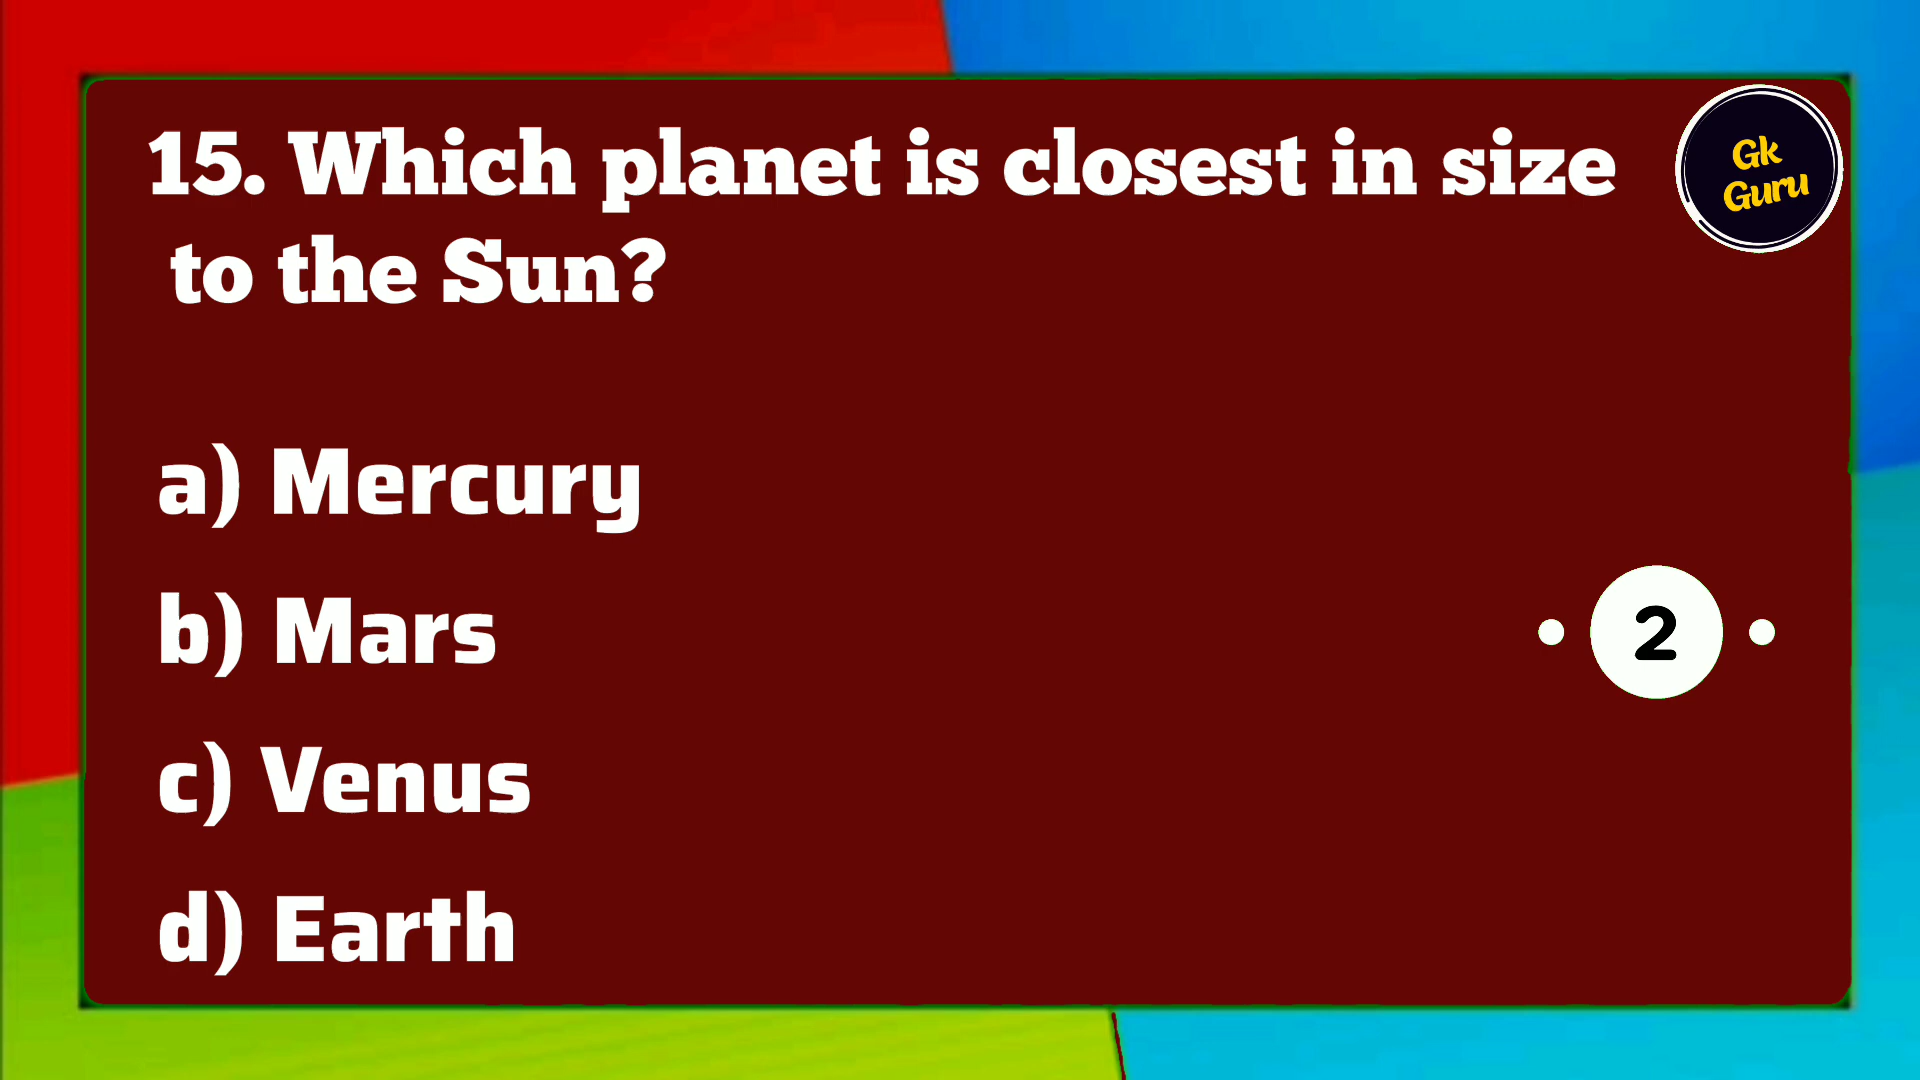 15. Which planet is closest in size
to the Sun?
Gk
Guru
a) Mercury
b) Mars
2
c) Venus
d) Earth